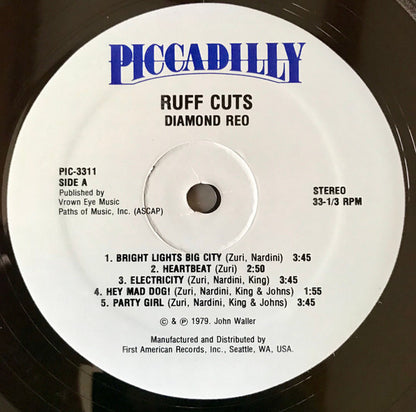 PICCADILLY
RUFF CUTS
DIAMOND REO
PIC-3311
SIDE A
Published by
Vrown Eye Music
Paths of Music, Inc. (ASCAP)
STEREO
33-1/3 RPM
1. BRIGHT LIGHTS BIG CITY (Zuri, Nardini) 3:45
2. HEARTBEAT (Zuri) 2:50
3. ELECTRICITY (Zuri, Nardini, King) 3:45
4. HEY MAD DOG! (Zuri, Nardini, King & Johns) 1:55
5. PARTY GIRL (Zuri, Nardini, King & Johns) 3:45
© & ℗ 1979. John Waller
Manufactured and Distributed by
First American Records, Inc., Seattle, WA, USA.